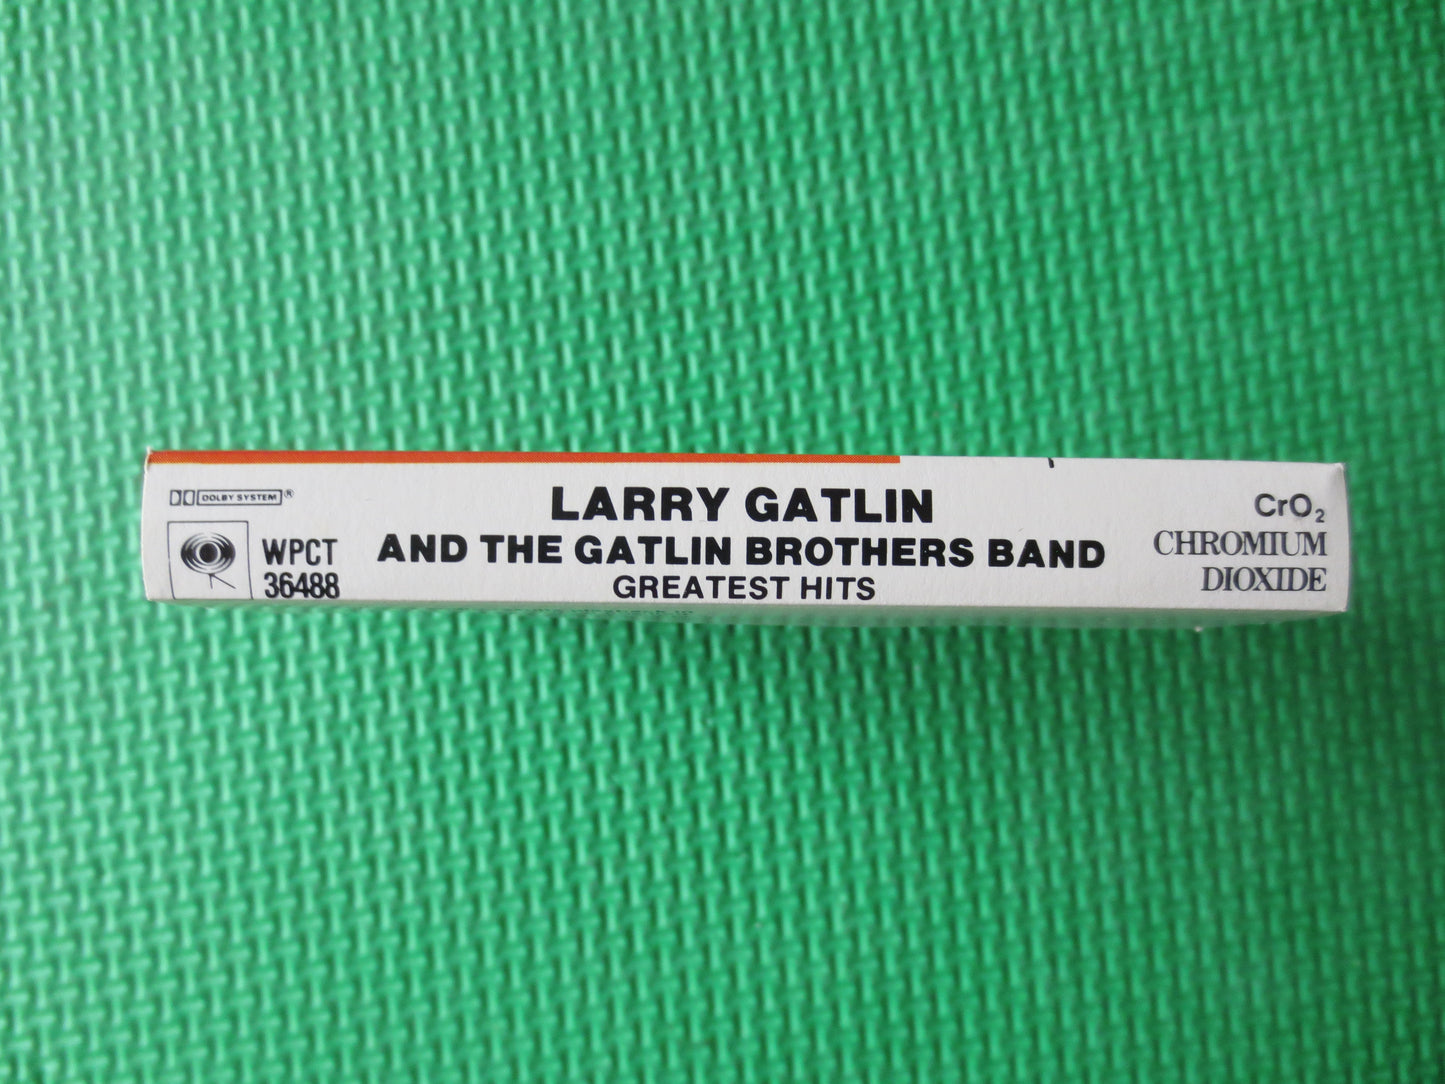 DOLBY SYSTEM®
WPCT
36488
LARRY GATLIN
AND THE GATLIN BROTHERS BAND
GREATEST HITS
CrO₂
CHROMIUM
DIOXIDE